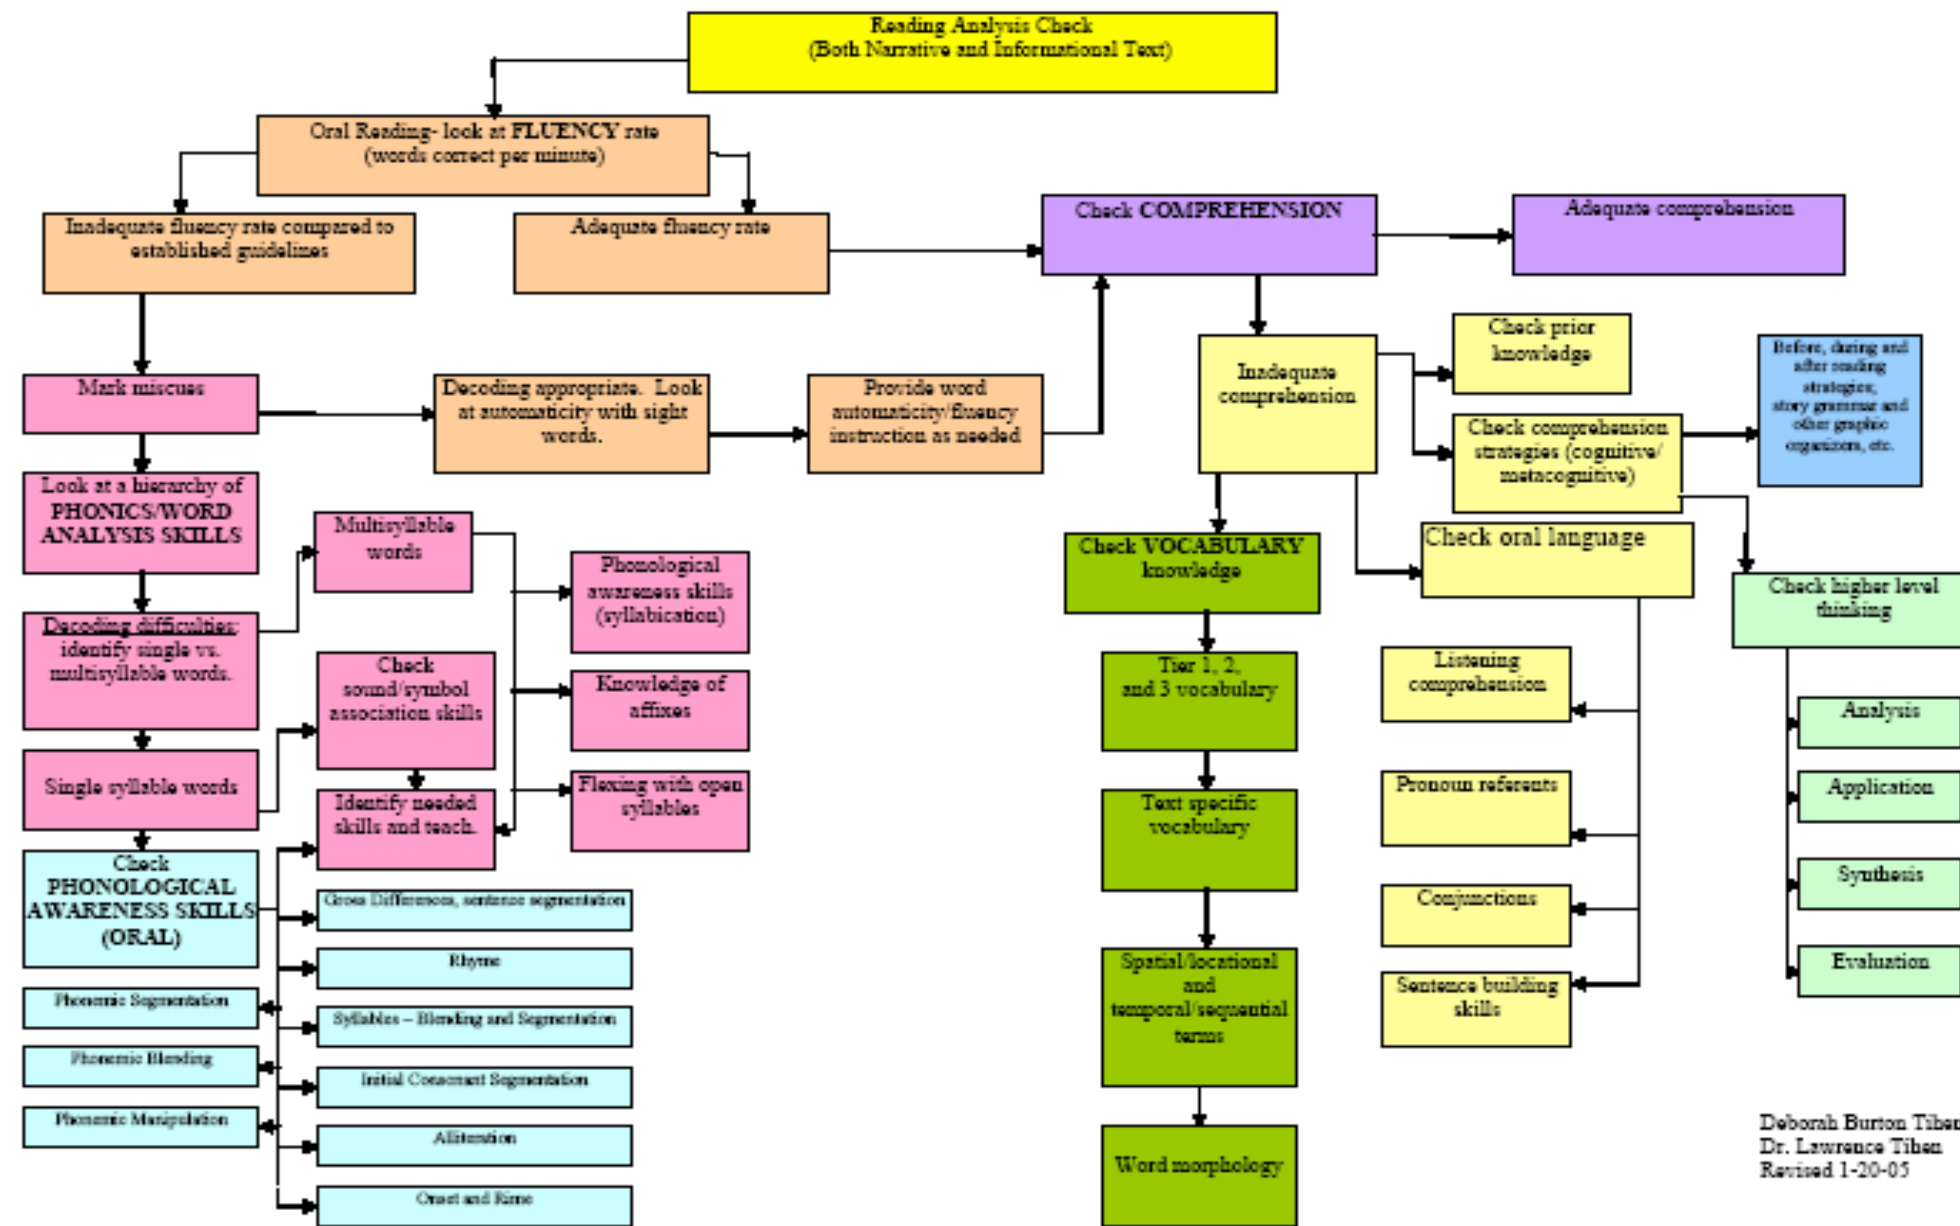 Reading Analysis Check
(Both Narrative and Informational Text)
Oral Reading- look at FLUENCY rate
(words correct per minute)
Inadequate fluency rate compared to
established guidelines
Adequate fluency rate
Check COMPREHENSION
Adequate comprehension
Mark miscues
Decoding appropriate. Look
at automaticity with sight
words.
Provide word
automaticity/fluency
instruction as needed
Inadequate
comprehension
Check prior
knowledge
Check comprehension
strategies (cognitive/
metacognitive)
Before, during and
after reading
strategies,
story grammar and
other graphic
organizers, etc.
Look at a hierarchy of
PHONICS/WORD
ANALYSIS SKILLS
Multisyllable
words
Phonological
awareness skills
(syllabication)
Check VOCABULARY
knowledge
Check oral language
Check higher level
thinking
Decoding difficulties:
identify single vs.
multisyllable words.
Check
sound/symbol
association skills
Knowledge of
affixes
Tier 1, 2,
and 3 vocabulary
Listening
comprehension
Analysis
Single syllable words
Identify needed
skills and teach.
Flexing with open
syllables
Text specific
vocabulary
Pronoun referents
Application
Check
PHONOLOGICAL
AWARENESS SKILLS
(ORAL)
Gross Differences, sentence segmentation
Rhyme
Syllables – Blending and Segmentation
Initial Consonant Segmentation
Alliteration
Onset and Rime
Phonemic Segmentation
Phonemic Blending
Phonemic Manipulation
Spatial/locational
and
temporal/sequential
terms
Word morphology
Conjunctions
Sentence building
skills
Synthesis
Evaluation
Deborah Burton Tihen
Dr. Lawrence Tihen
Revised 1-20-05